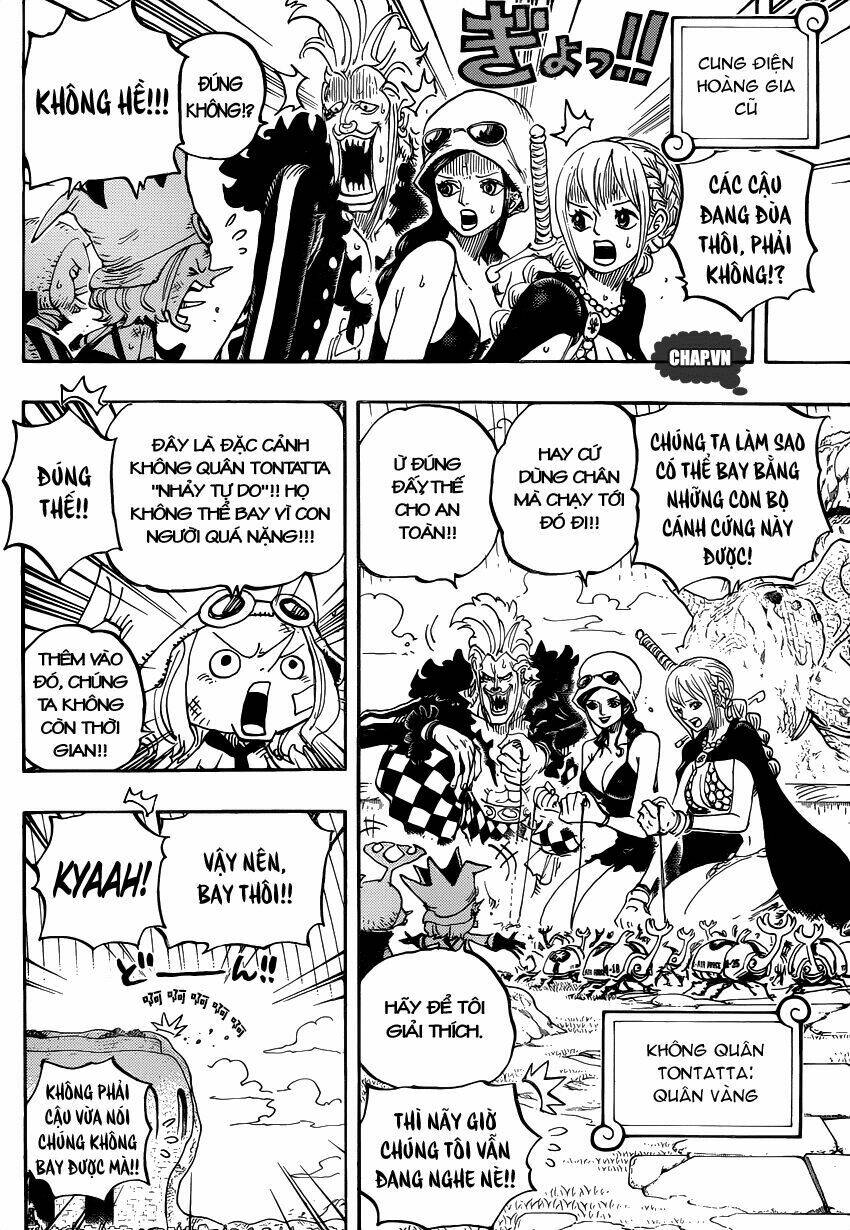 ぎょっ!!
CUNG ĐIỆN
HOÀNG GIA
CŨ
CÁC CẬU
ĐANG ĐÙA
THÔI, PHẢI
KHÔNG!?
ĐÚNG
KHÔNG!?
KHÔNG HỀ!!!
CHAP.VN
CHÚNG TA LÀM SAO
CÓ THỂ BAY BẰNG
NHỮNG CON BỌ
CÁNH CỨNG NÀY
ĐƯỢC!
HAY CỨ
DÙNG CHÂN
MÀ CHẠY TỚI
ĐÓ ĐI!!
Ừ ĐÚNG
ĐẤY, THẾ
CHO AN
TOÀN!!
HÃY ĐỂ TÔI
GIẢI THÍCH.
THÌ NÃY GIỜ
CHÚNG TÔI VẪN
ĐANG NGHE NÈ!!
KHÔNG QUÂN
TONTATTA:
QUÂN VÀNG
ĐÂY LÀ ĐẶC CẢNH
KHÔNG QUÂN TONTATTA
"NHẢY TỰ DO"!! HỌ
KHÔNG THỂ BAY VÌ CON
NGƯỜI QUÁ NẶNG!!!
ĐÚNG
THẾ!!
THÊM VÀO
ĐÓ, CHÚNG
TA KHÔNG
CÒN THỜI
GIAN!!
VẬY NÊN,
BAY THÔI!!
KYAAH!
どーん!!
KHÔNG PHẢI
CẬU VỪA NÓI
CHÚNG KHÔNG
BAY ĐƯỢC MÀ!!